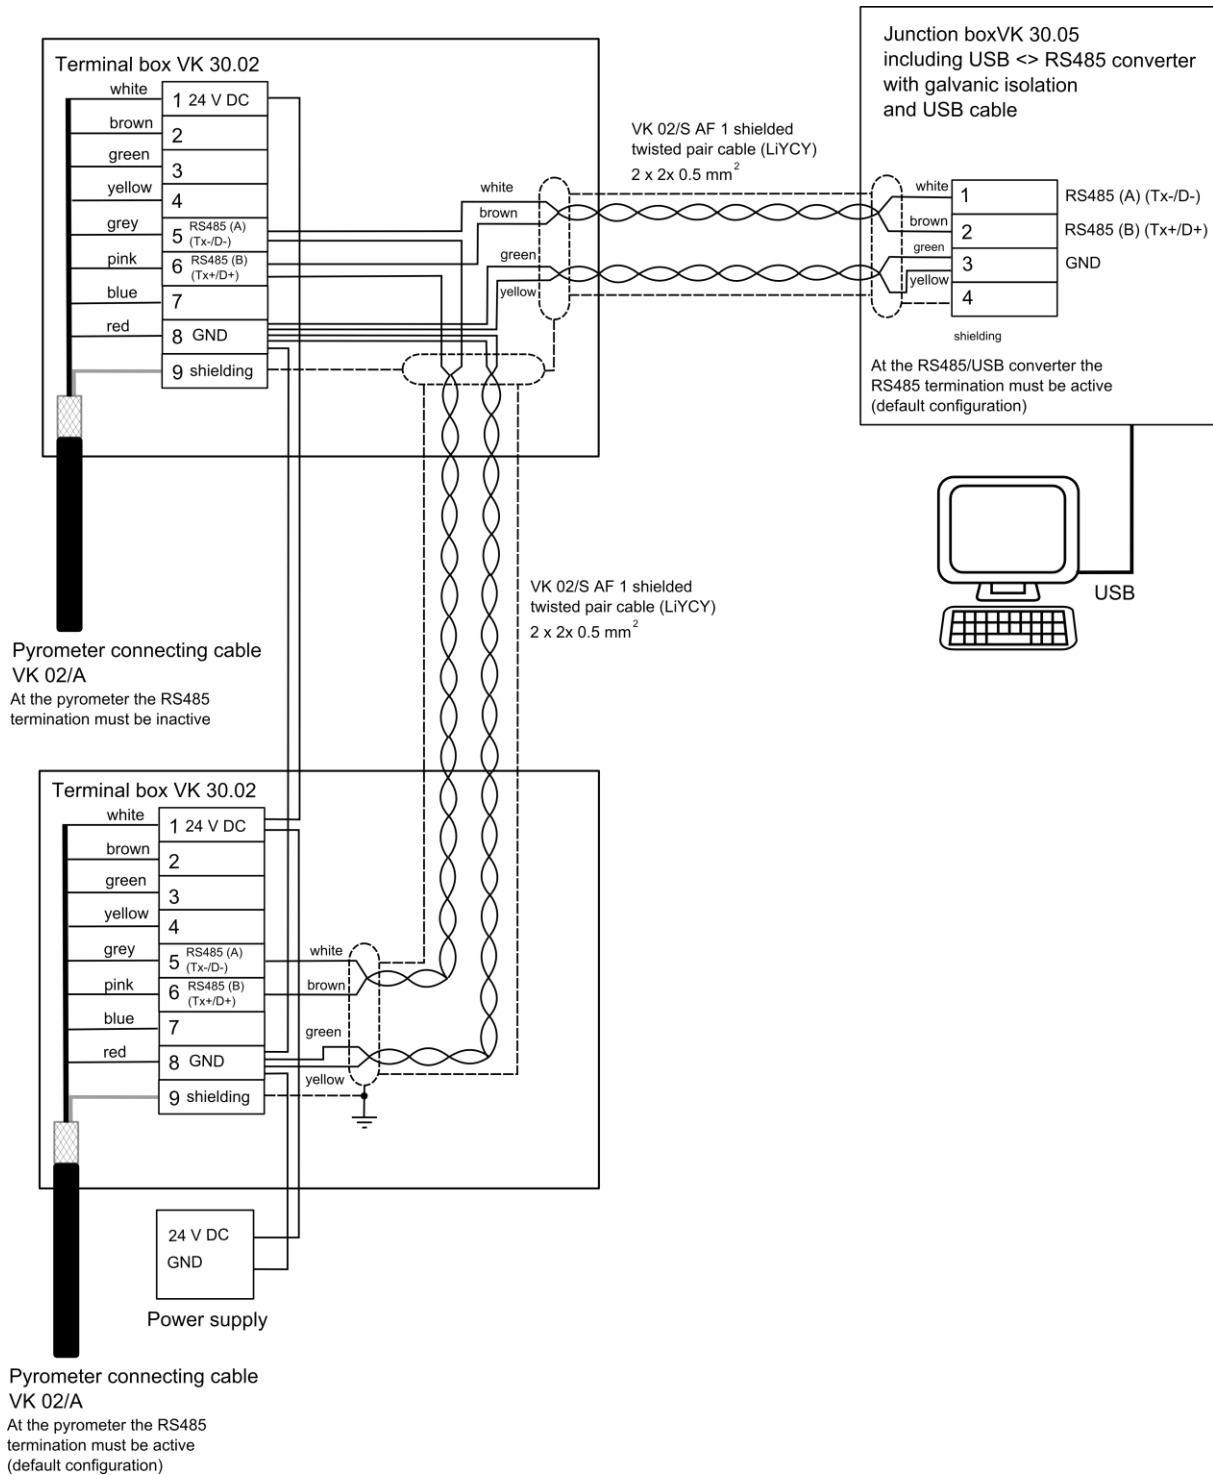 Junction boxVK 30.05
including USB <> RS485 converter
with galvanic isolation
and USB cable
Terminal box VK 30.02
white
1 24 V DC
brown
2
green
3
yellow
4
grey
5 RS485 (A)
(Tx-/D-)
pink
6 RS485 (B)
(Tx+/D+)
blue
7
red
8 GND
9 shielding
VK 02/S AF 1 shielded
twisted pair cable (LiYCY)
2 x 2x 0.5 mm²
white
brown
green
yellow
white
1
RS485 (A) (Tx-/D-)
brown
2
RS485 (B) (Tx+/D+)
green
3
GND
yellow
4
shielding
At the RS485/USB converter the
RS485 termination must be active
(default configuration)
USB
VK 02/S AF 1 shielded
twisted pair cable (LiYCY)
2 x 2x 0.5 mm²
Pyrometer connecting cable
VK 02/A
At the pyrometer the RS485
termination must be inactive
Terminal box VK 30.02
white
1 24 V DC
brown
2
green
3
yellow
4
grey
5 RS485 (A)
(Tx-/D-)
pink
6 RS485 (B)
(Tx+/D+)
blue
7
red
8 GND
9 shielding
white
brown
green
yellow
24 V DC
GND
Power supply
Pyrometer connecting cable
VK 02/A
At the pyrometer the RS485
termination must be active
(default configuration)